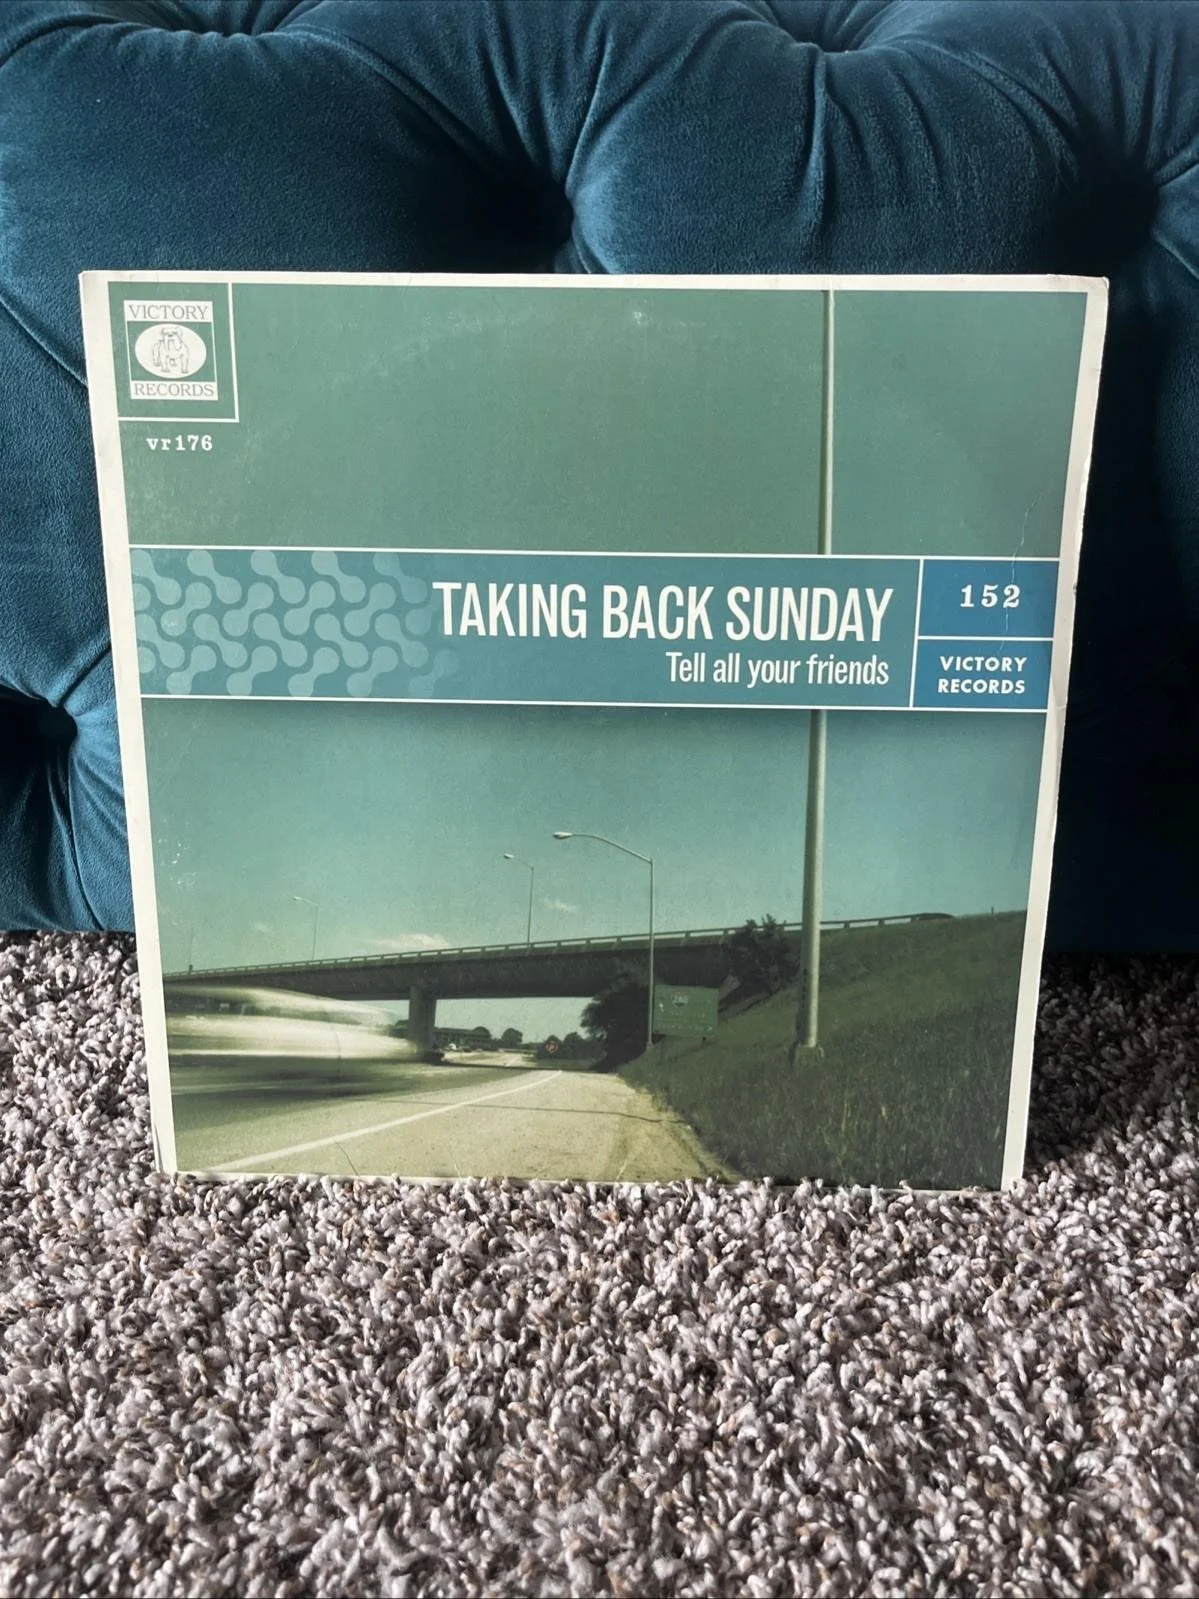 VICTORY
RECORDS
vr176
TAKING BACK SUNDAY
Tell all your friends
152
VICTORY
RECORDS